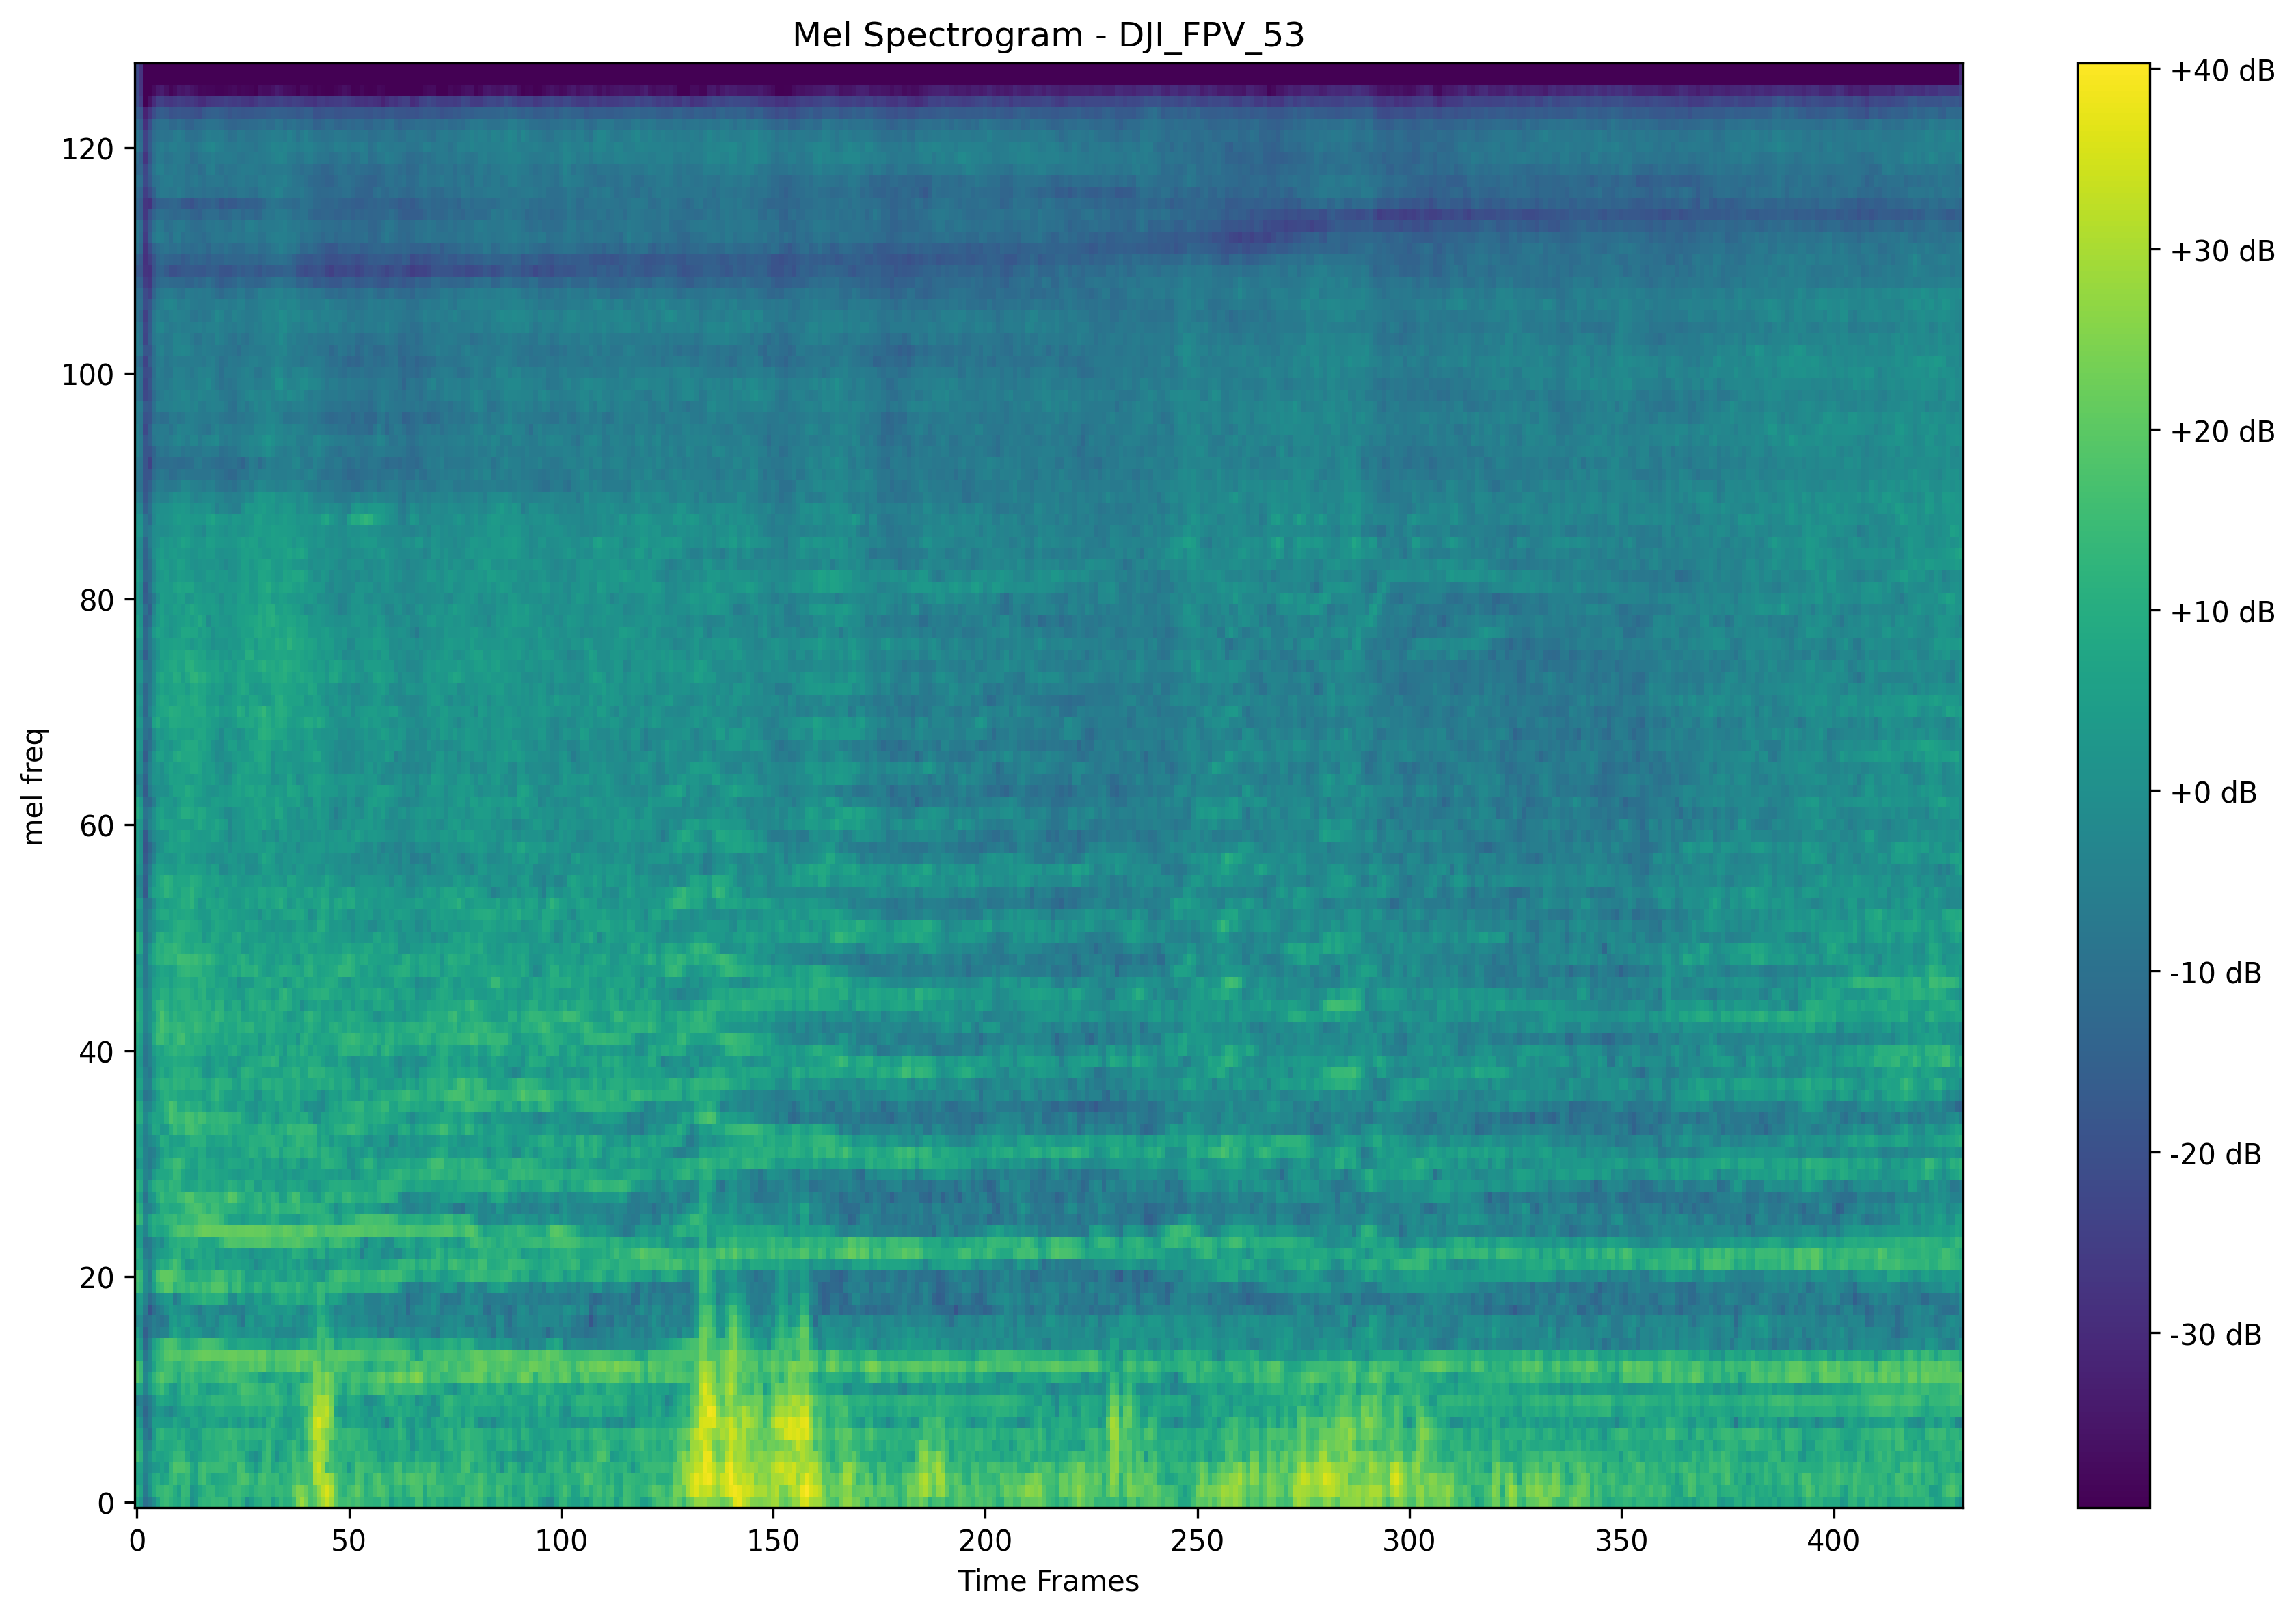 Mel Spectrogram - DJI_FPV_53
mel freq
120
100
80
60
40
20
0
0 50 100 150 200 250 300 350 400
Time Frames
+40 dB
+30 dB
+20 dB
+10 dB
+0 dB
-10 dB
-20 dB
-30 dB